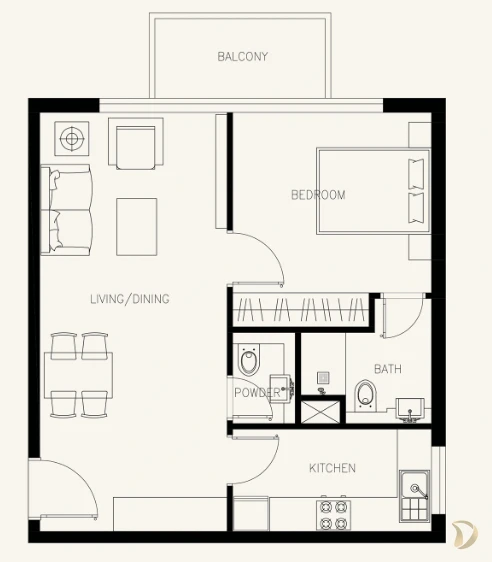 BALCONY
BEDROOM
LIVING/DINING
BATH
POWDER
KITCHEN